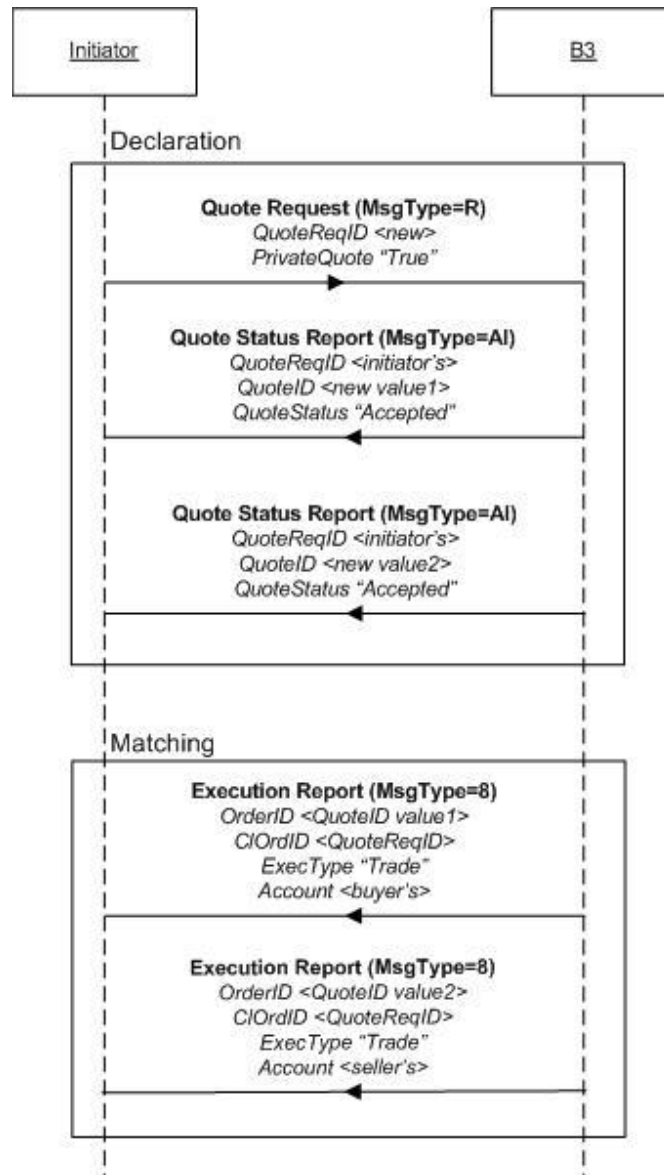 Initiator
B3
Declaration
Quote Request (MsgType=R)
QuoteReqID <new>
PrivateQuote “True”
Quote Status Report (MsgType=AI)
QuoteReqID <initiator’s>
QuoteID <new value1>
QuoteStatus “Accepted”
Quote Status Report (MsgType=AI)
QuoteReqID <initiator’s>
QuoteID <new value2>
QuoteStatus “Accepted”
Matching
Execution Report (MsgType=8)
OrderID <QuoteID value1>
ClOrdID <QuoteReqID>
ExecType “Trade”
Account <buyer’s>
Execution Report (MsgType=8)
OrderID <QuoteID value2>
ClOrdID <QuoteReqID>
ExecType “Trade”
Account <seller’s>